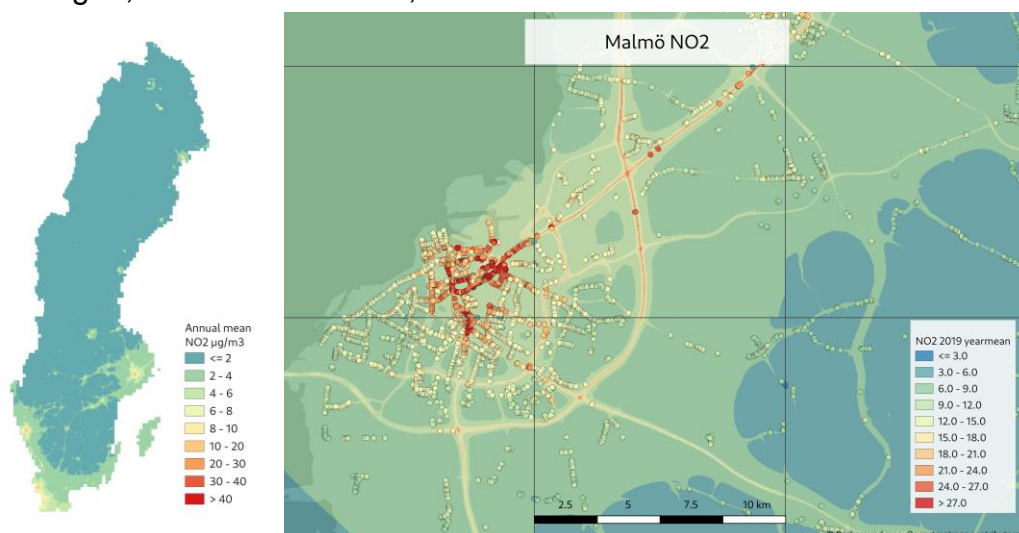 Malmö NO2
Annual mean
NO2 µg/m3
<= 2
2 - 4
4 - 6
6 - 8
8 - 10
10 - 20
20 - 30
30 - 40
> 40
NO2 2019 yearmean
<= 3.0
3.0 - 6.0
6.0 - 9.0
9.0 - 12.0
12.0 - 15.0
15.0 - 18.0
18.0 - 21.0
21.0 - 24.0
24.0 - 27.0
> 27.0
2.5 5 7.5 10 km